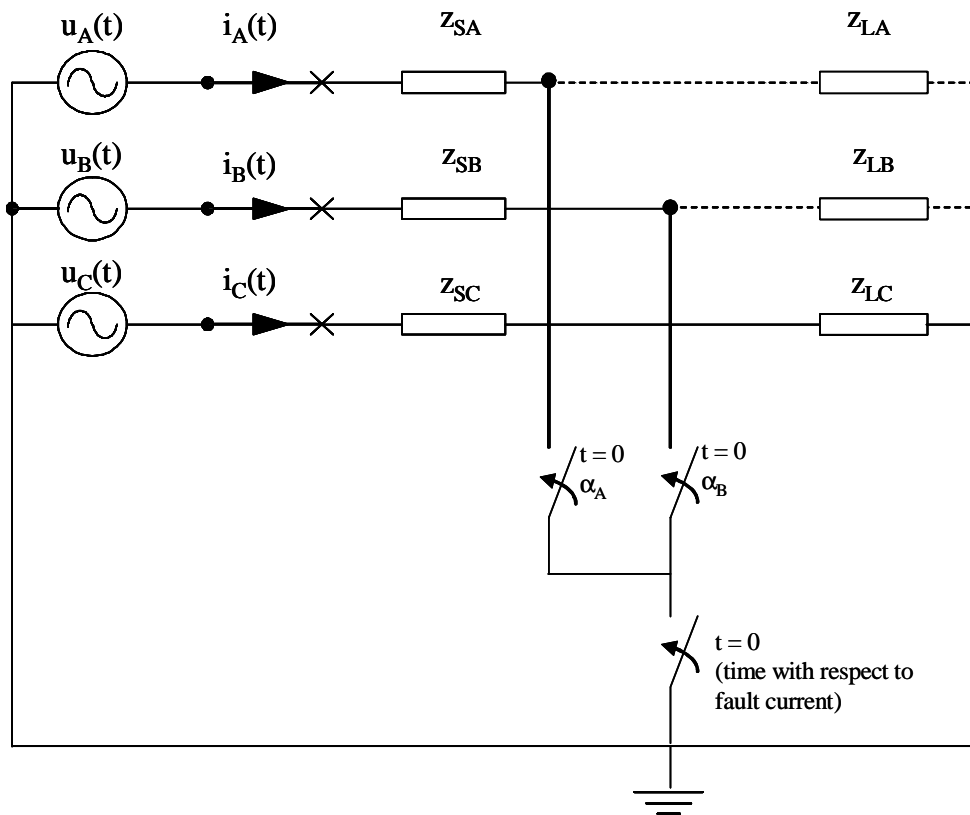 u_A(t) i_A(t) z_SA z_LA
u_B(t) i_B(t) z_SB z_LB
u_C(t) i_C(t) z_SC z_LC
t = 0 t = 0
α_A α_B
t = 0
(time with respect to
fault current)